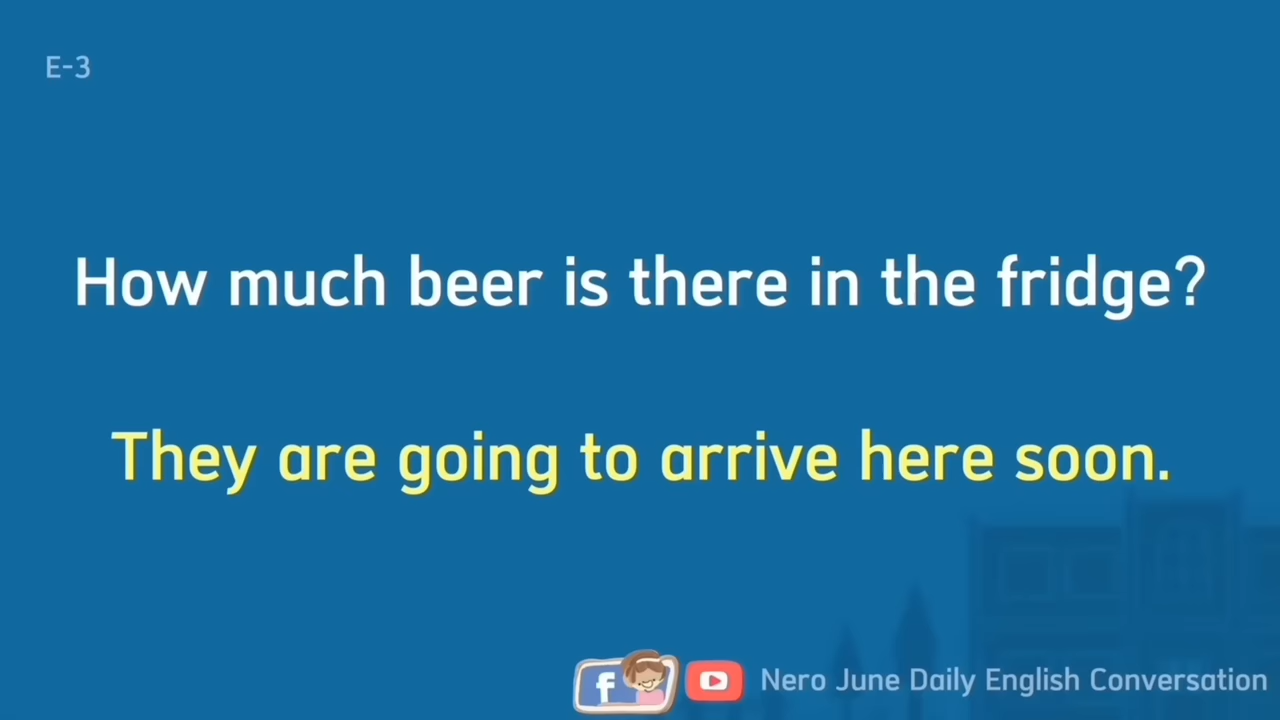 E-3
How much beer is there in the fridge?
They are going to arrive here soon.
f Nero June Daily English Conversation